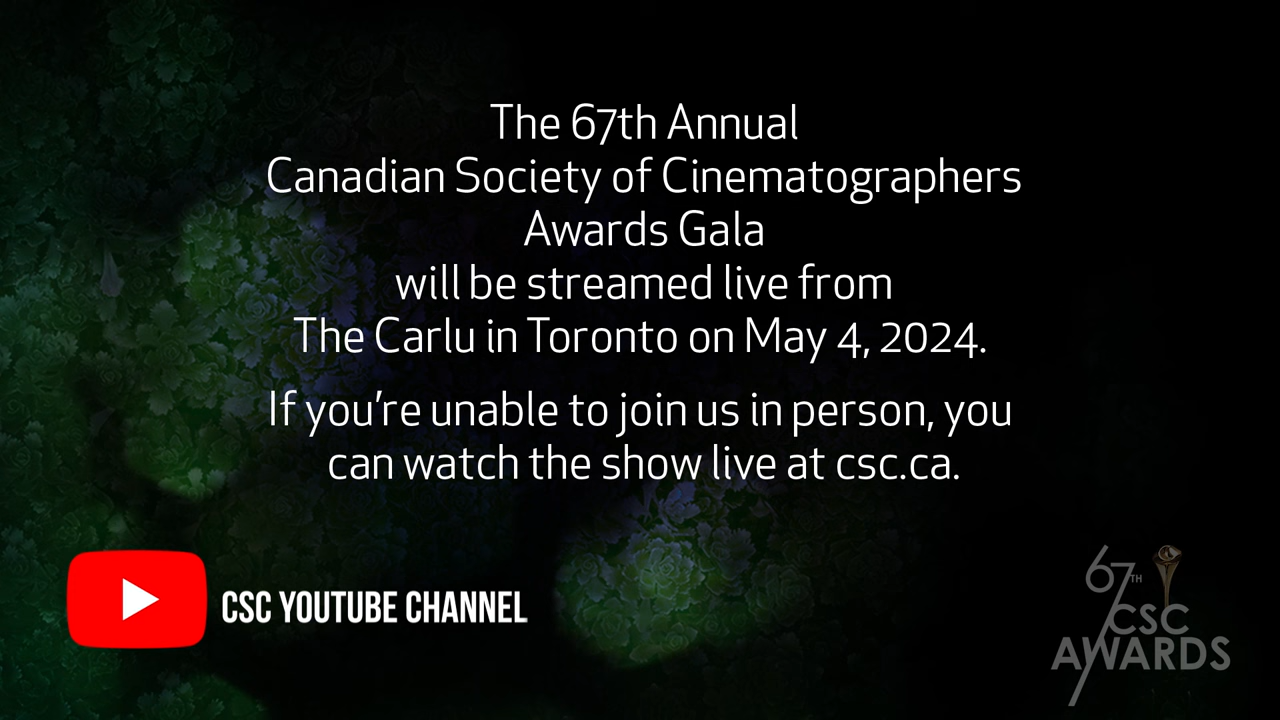 The 67th Annual
Canadian Society of Cinematographers
Awards Gala
will be streamed live from
The Carlu in Toronto on May 4, 2024.
If you’re unable to join us in person, you
can watch the show live at csc.ca.
CSC YOUTUBE CHANNEL
67TH
CSC
AWARDS